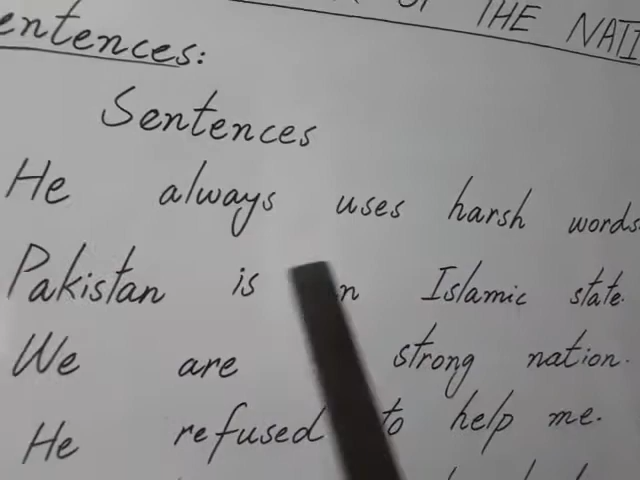 OF THE NATI
entences:
Sentences
He always uses harsh words
Pakistan is n Islamic state.
We are strong nation.
He refused to help me.